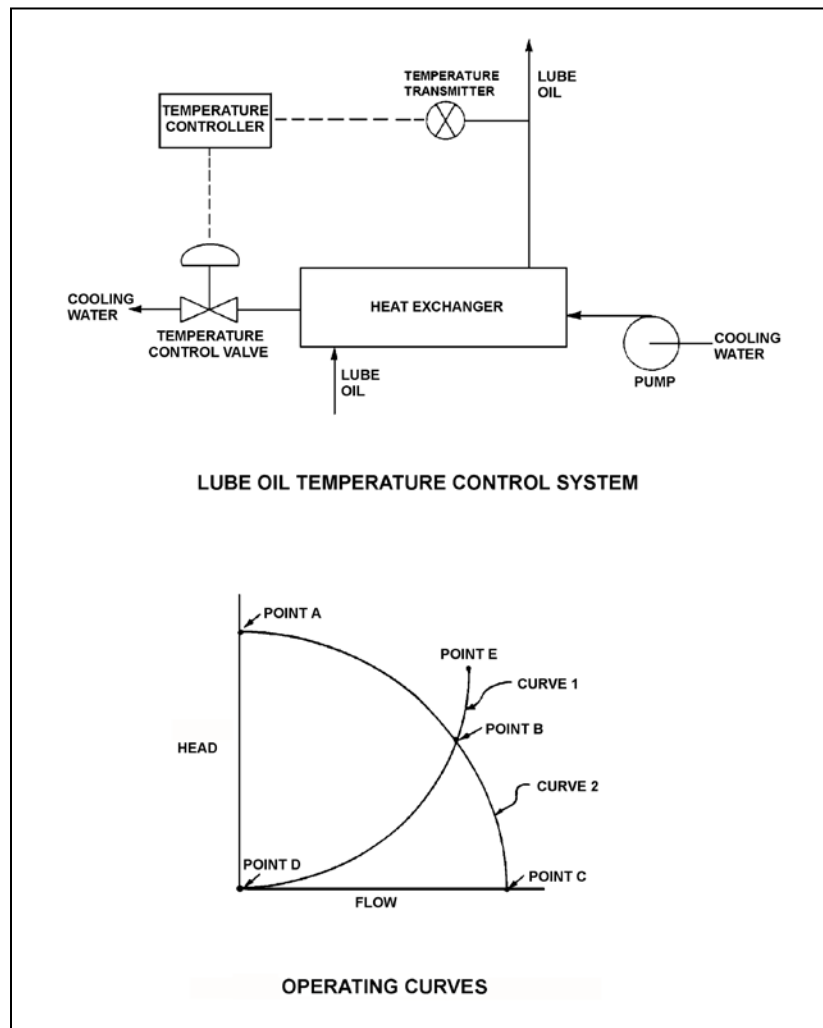 TEMPERATURE
TRANSMITTER
LUBE
OIL
TEMPERATURE
CONTROLLER
COOLING
WATER
TEMPERATURE
CONTROL VALVE
HEAT EXCHANGER
LUBE
OIL
COOLING
WATER
PUMP
LUBE OIL TEMPERATURE CONTROL SYSTEM
POINT A
POINT E
CURVE 1
POINT B
HEAD
CURVE 2
POINT D
POINT C
FLOW
OPERATING CURVES